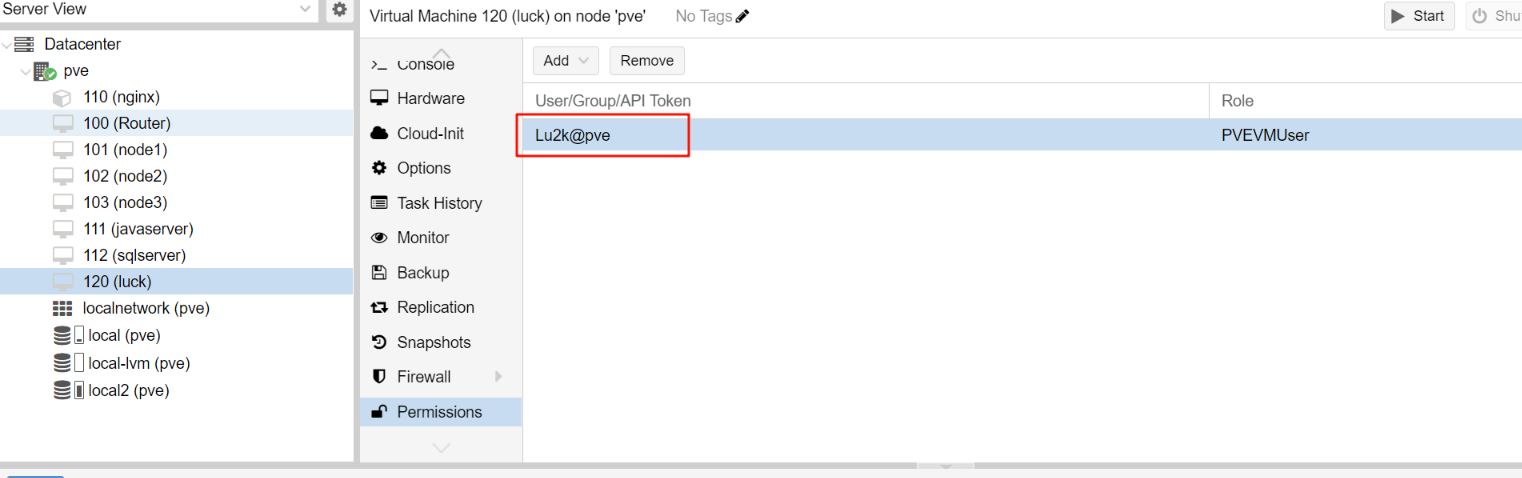 Server View
Datacenter
pve
110 (nginx)
100 (Router)
101 (node1)
102 (node2)
103 (node3)
111 (javaserver)
112 (sqlserver)
120 (luck)
localnetwork (pve)
local (pve)
local-lvm (pve)
local2 (pve)
Virtual Machine 120 (luck) on node 'pve'
No Tags
Start
Shu
Console
Hardware
Cloud-Init
Options
Task History
Monitor
Backup
Replication
Snapshots
Firewall
Permissions
Add
Remove
User/Group/API Token
Role
Lu2k@pve
PVEVMUser